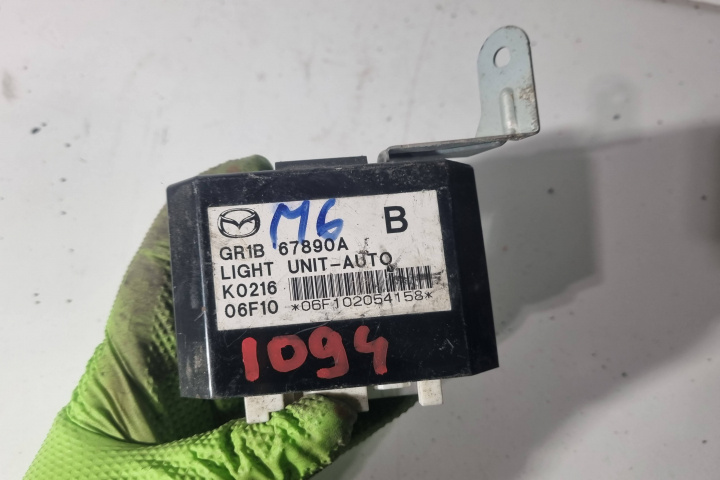 M6 B
GR1B 67890A
LIGHT UNIT-AUTO
K0216
06F10 *06F102054158*
1094